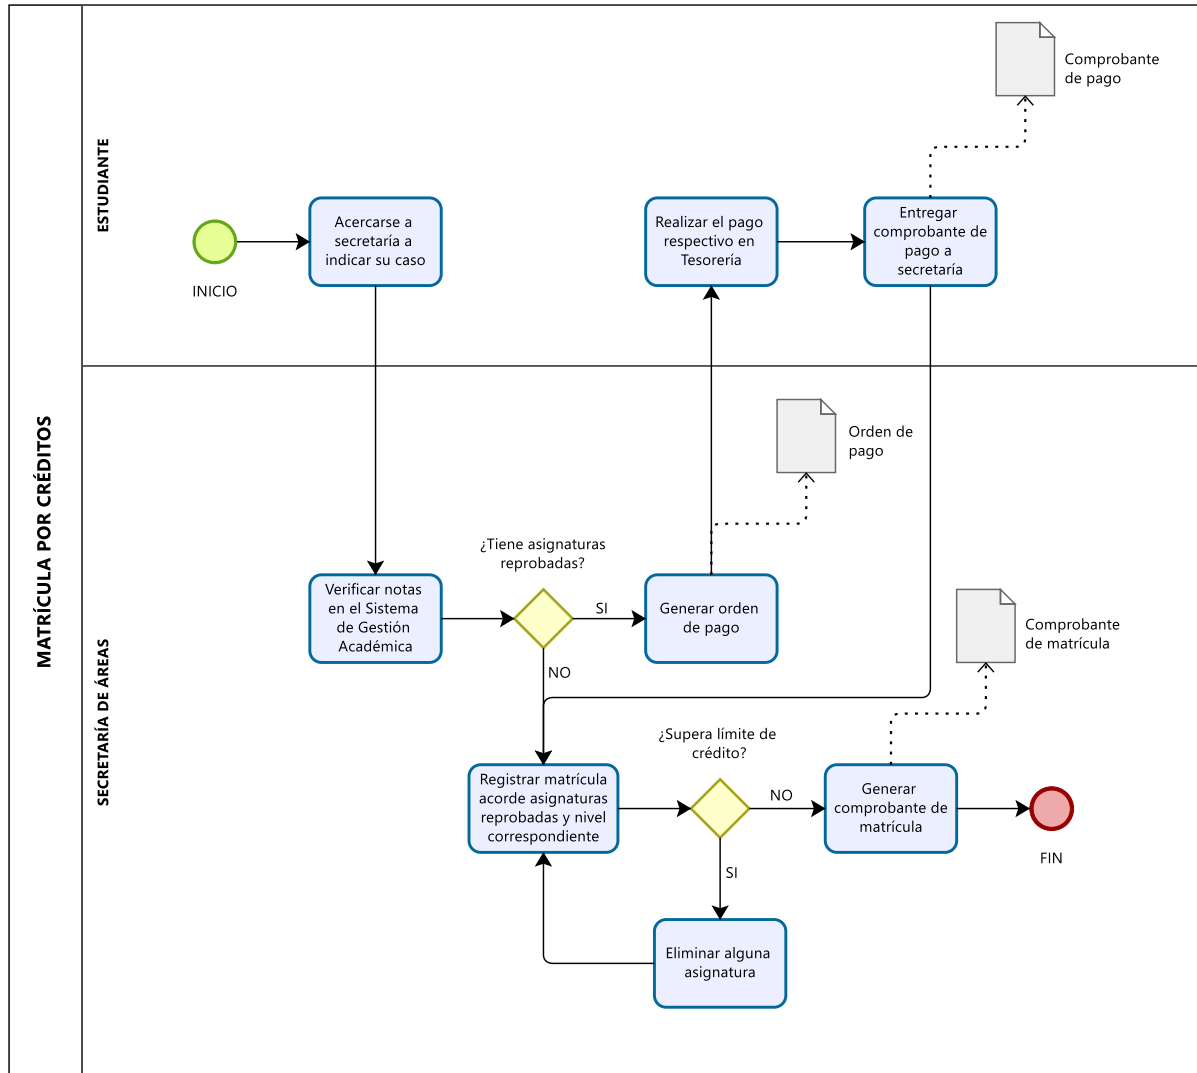 MATRÍCULA POR CRÉDITOS
ESTUDIANTE
INICIO
Acercarse a
secretaría a
indicar su caso
Realizar el pago
respectivo en
Tesorería
Entregar
comprobante de
pago a
secretaría
Comprobante
de pago
SECRETARÍA DE ÁREAS
Verificar notas
en el Sistema
de Gestión
Académica
¿Tiene asignaturas
reprobadas?
SI
NO
Generar orden
de pago
Orden de
pago
Registrar matrícula
acorde asignaturas
reprobadas y nivel
correspondiente
¿Supera límite de
crédito?
NO
SI
Eliminar alguna
asignatura
Generar
comprobante de
matrícula
Comprobante
de matrícula
FIN